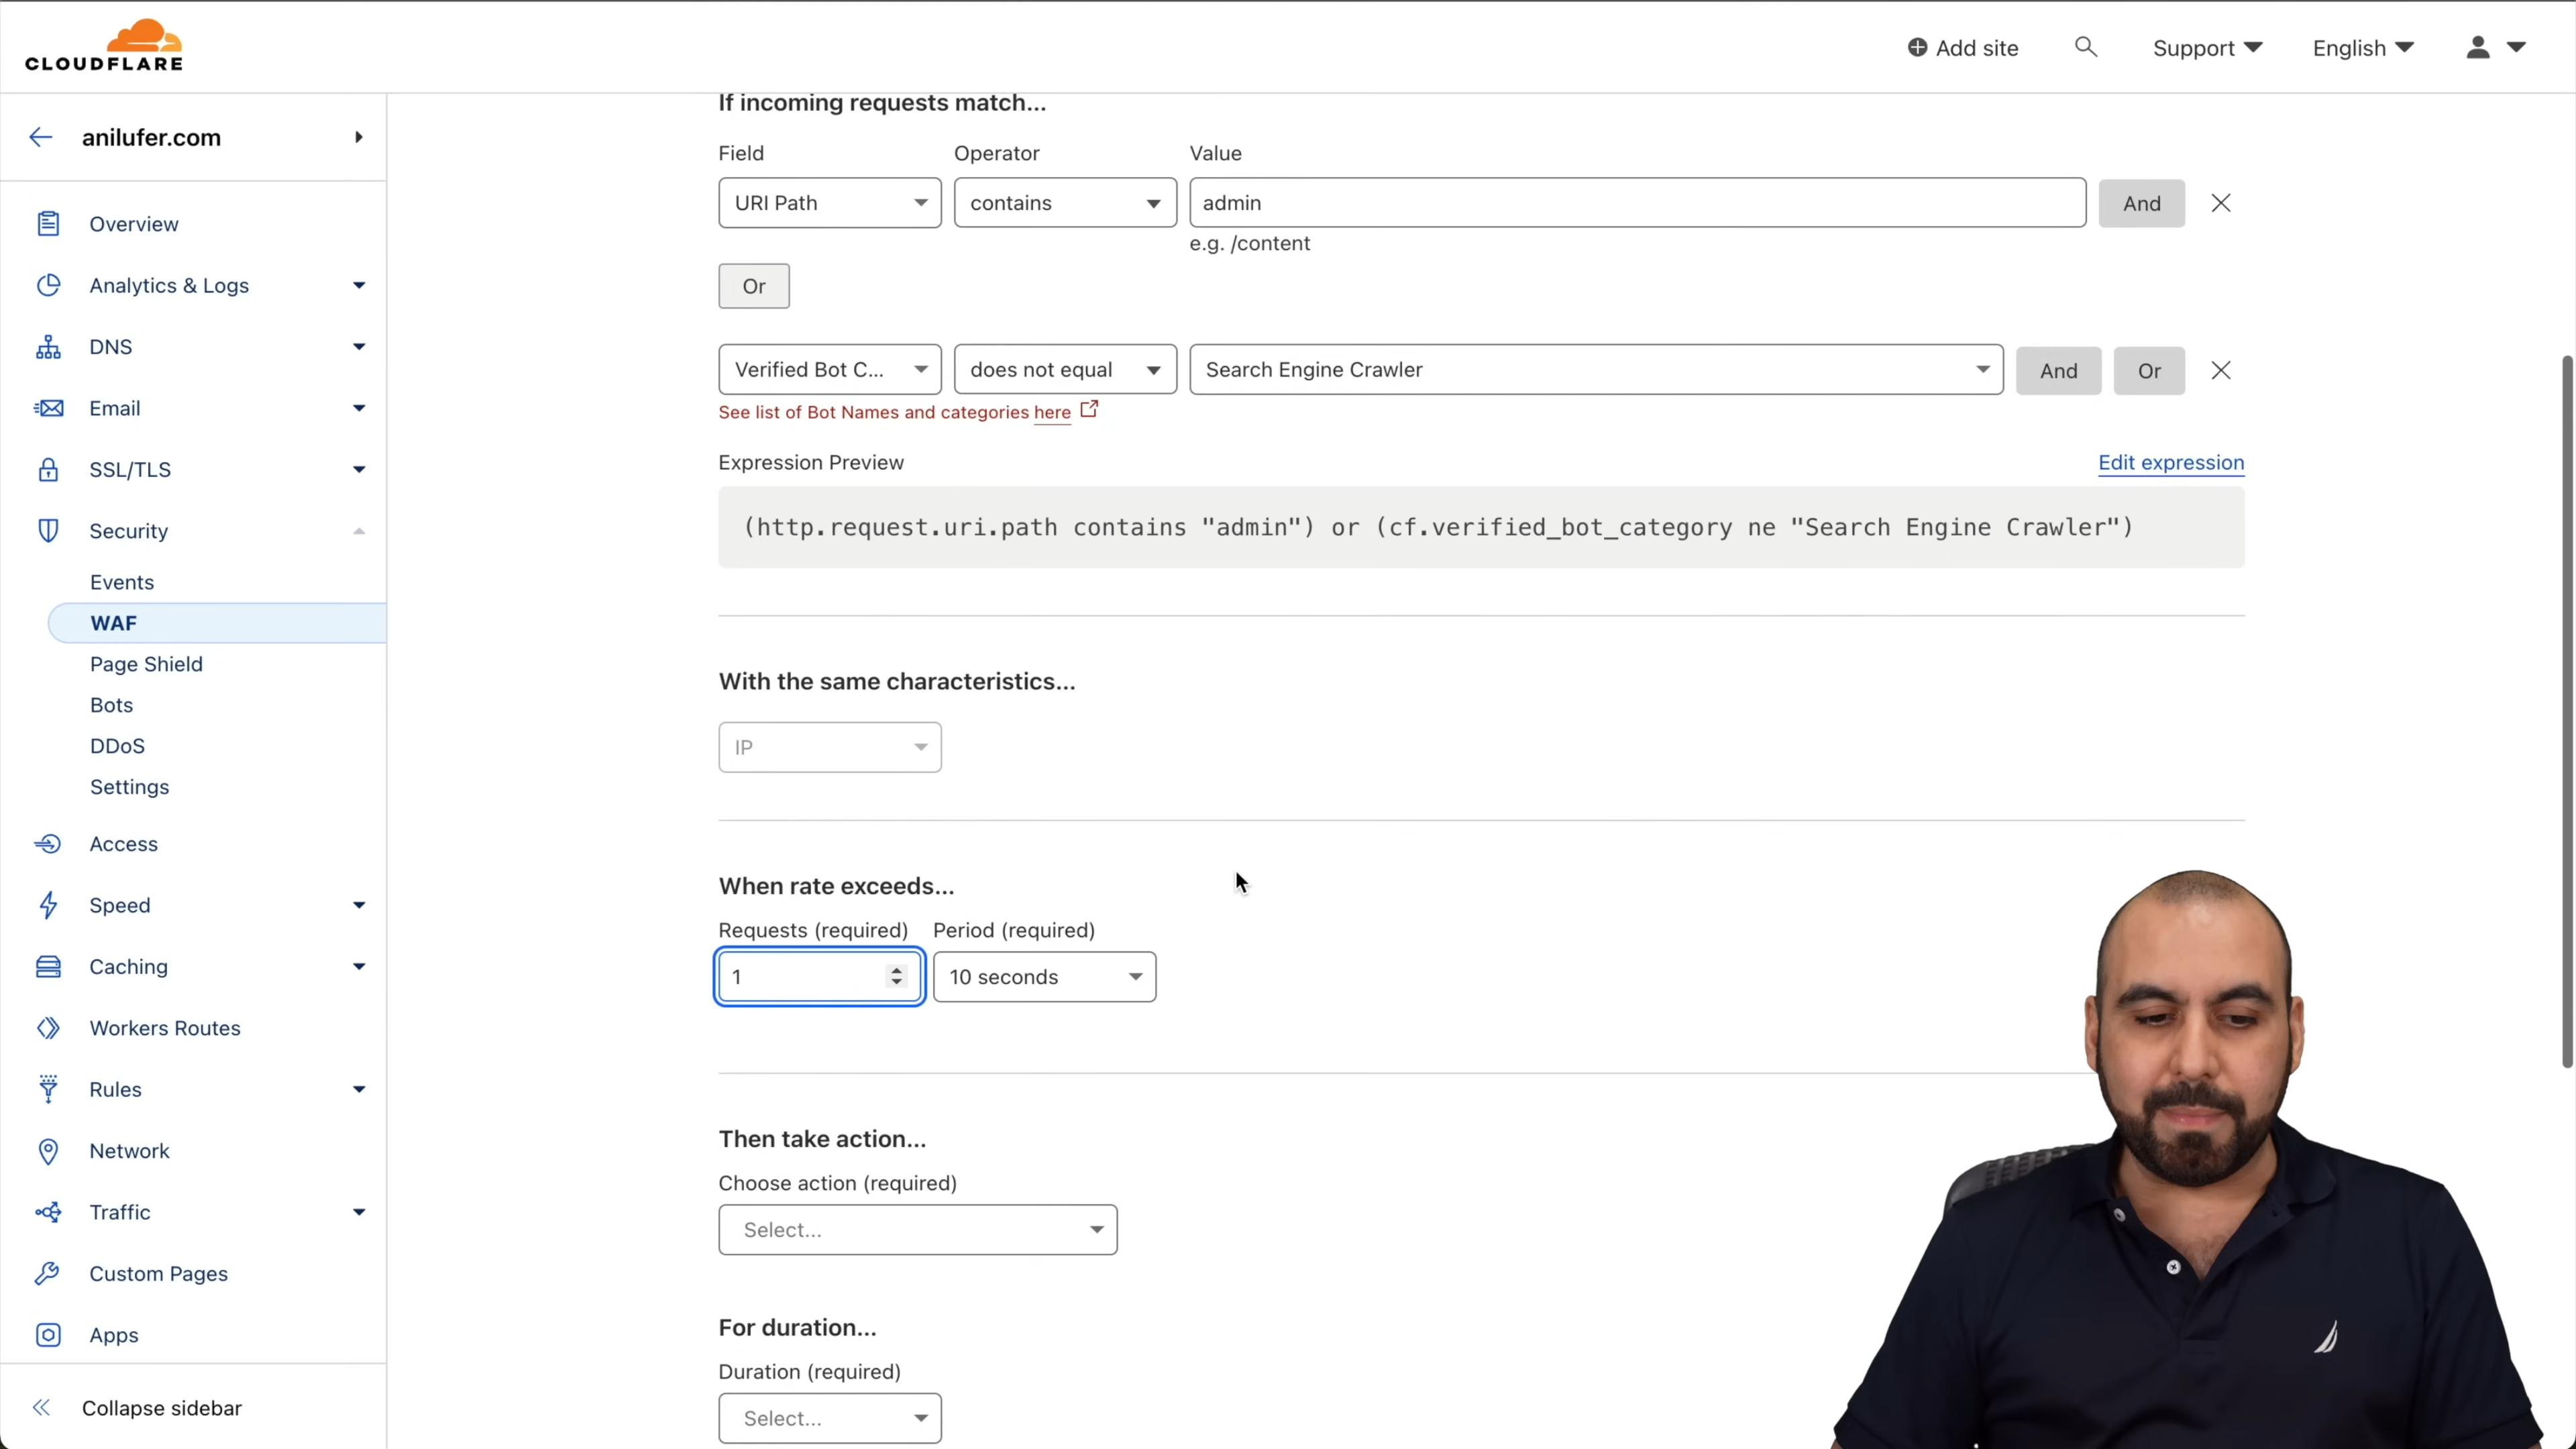 CLOUDFLARE
Add site
Support
English
anilufer.com
Overview
Analytics & Logs
DNS
Email
SSL/TLS
Security
Events
WAF
Page Shield
Bots
DDoS
Settings
Access
Speed
Caching
Workers Routes
Rules
Network
Traffic
Custom Pages
Apps
Collapse sidebar
If incoming requests match...
Field Operator Value
URI Path contains admin And
e.g. /content
Or
Verified Bot C... does not equal Search Engine Crawler And Or
See list of Bot Names and categories here
Expression Preview Edit expression
(http.request.uri.path contains "admin") or (cf.verified_bot_category ne "Search Engine Crawler")
With the same characteristics...
IP
When rate exceeds...
Requests (required) Period (required)
1 10 seconds
Then take action...
Choose action (required)
Select...
For duration...
Duration (required)
Select...